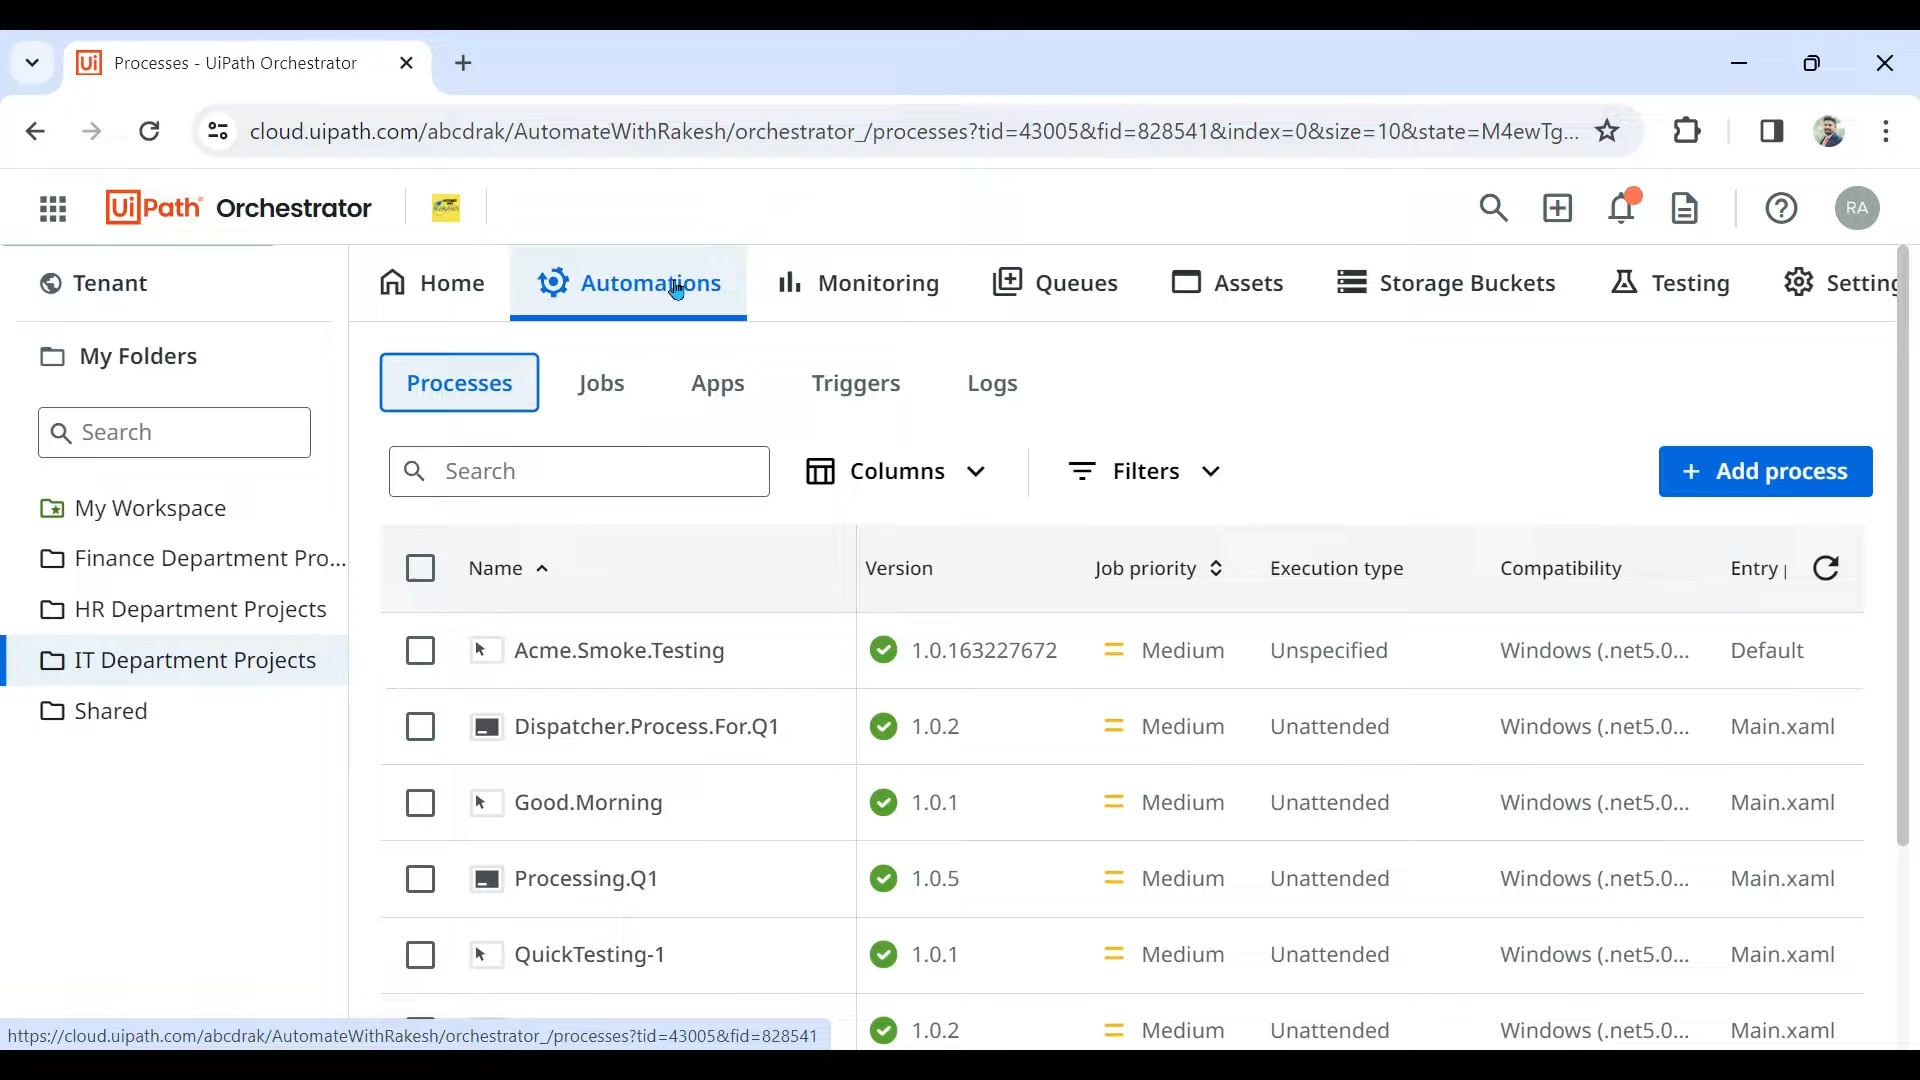 Processes - UiPath Orchestrator
cloud.uipath.com/abcdrak/AutomateWithRakesh/orchestrator_/processes?tid=43005&fid=828541&index=0&size=10&state=M4ewTg...
UiPath Orchestrator
RA
Tenant
Home Automations Monitoring Queues Assets Storage Buckets Testing Setting
My Folders
Search
My Workspace
Finance Department Pro...
HR Department Projects
IT Department Projects
Shared
Processes Jobs Apps Triggers Logs
Search Columns Filters + Add process
Name Version Job priority Execution type Compatibility Entry
Acme.Smoke.Testing 1.0.163227672 Medium Unspecified Windows (.net5.0... Default
Dispatcher.Process.For.Q1 1.0.2 Medium Unattended Windows (.net5.0... Main.xaml
Good.Morning 1.0.1 Medium Unattended Windows (.net5.0... Main.xaml
Processing.Q1 1.0.5 Medium Unattended Windows (.net5.0... Main.xaml
QuickTesting-1 1.0.1 Medium Unattended Windows (.net5.0... Main.xaml
1.0.2 Medium Unattended Windows (.net5.0... Main.xaml
https://cloud.uipath.com/abcdrak/AutomateWithRakesh/orchestrator_/processes?tid=43005&fid=828541